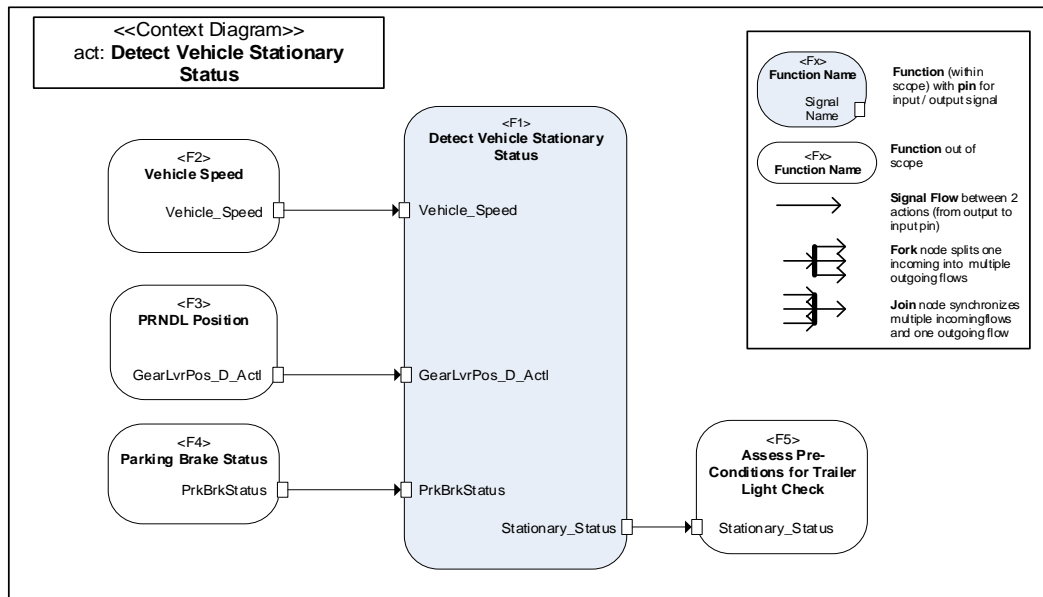 <<Context Diagram>>
act: Detect Vehicle Stationary
Status
<F2>
Vehicle Speed
Vehicle_Speed
<F3>
PRNDL Position
GearLvrPos_D_Actl
<F4>
Parking Brake Status
PrkBrkStatus
<F1>
Detect Vehicle Stationary
Status
Vehicle_Speed
GearLvrPos_D_Actl
PrkBrkStatus
Stationary_Status
<F5>
Assess Pre-
Conditions for Trailer
Light Check
Stationary_Status
<Fx>
Function Name
Signal
Name
Function (within
scope) with pin for
input / output signal
<Fx>
Function Name
Function out of
scope
Signal Flow between 2
actions (from output to
input pin)
Fork node splits one
incoming into multiple
outgoing flows
Join node synchronizes
multiple incomingflows
and one outgoing flow